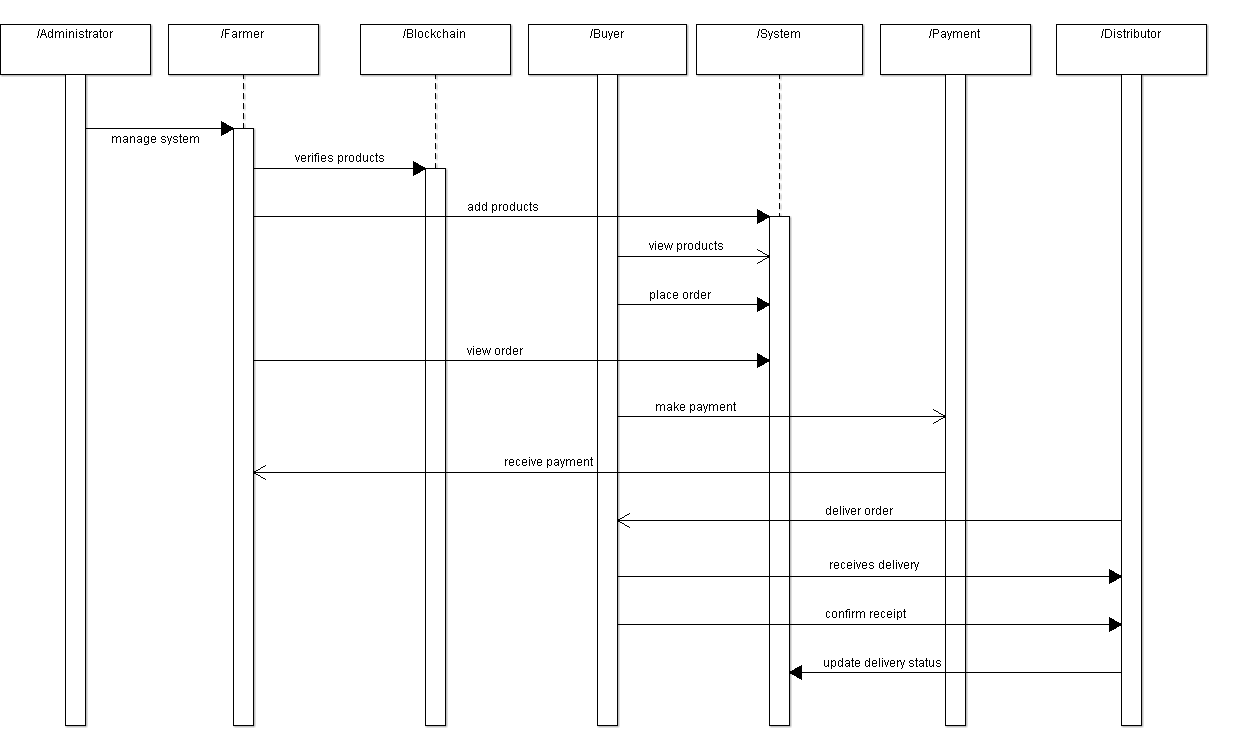 /Administrator
/Farmer
/Blockchain
/Buyer
/System
/Payment
/Distributor
manage system
verifies products
add products
view products
place order
view order
make payment
receive payment
deliver order
receives delivery
confirm receipt
update delivery status